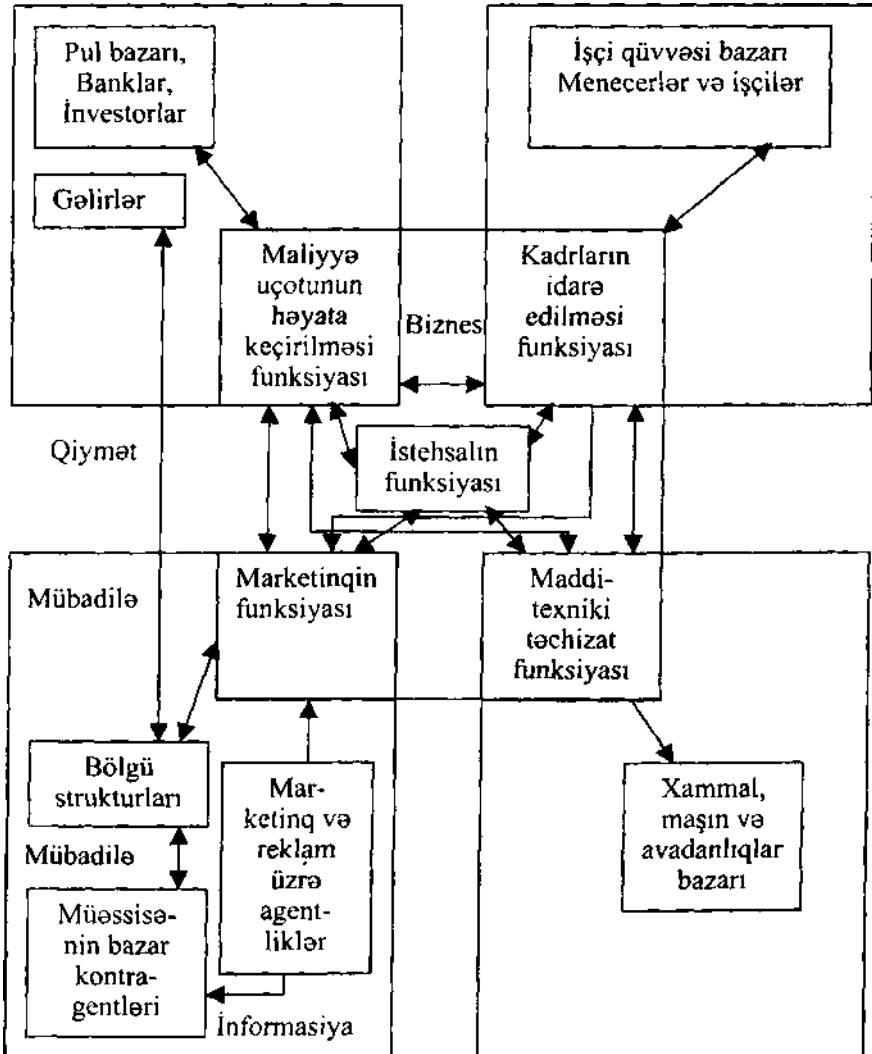 Pul bazarı,
Banklar,
İnvestorlar
İşçi qüvvəsi bazarı
Menecerlər və işçilər
Gəlirlər
Maliyyə
uçotunun
həyata
keçirilməsi
funksiyası
Biznes
Kadrların
idarə
edilməsi
funksiyası
Qiymət
İstehsalın
funksiyası
Mübadilə
Marketinqin
funksiyası
Maddi-
texniki
təchizat
funksiyası
Bölgü
strukturları
Mar-
ketinq və
reklam
üzrə
agent-
liklər
Xammal,
maşın və
avadanlıqlar
bazarı
Mübadilə
Müəssisə-
nin bazar
kontra-
gentləri
İnformasiya